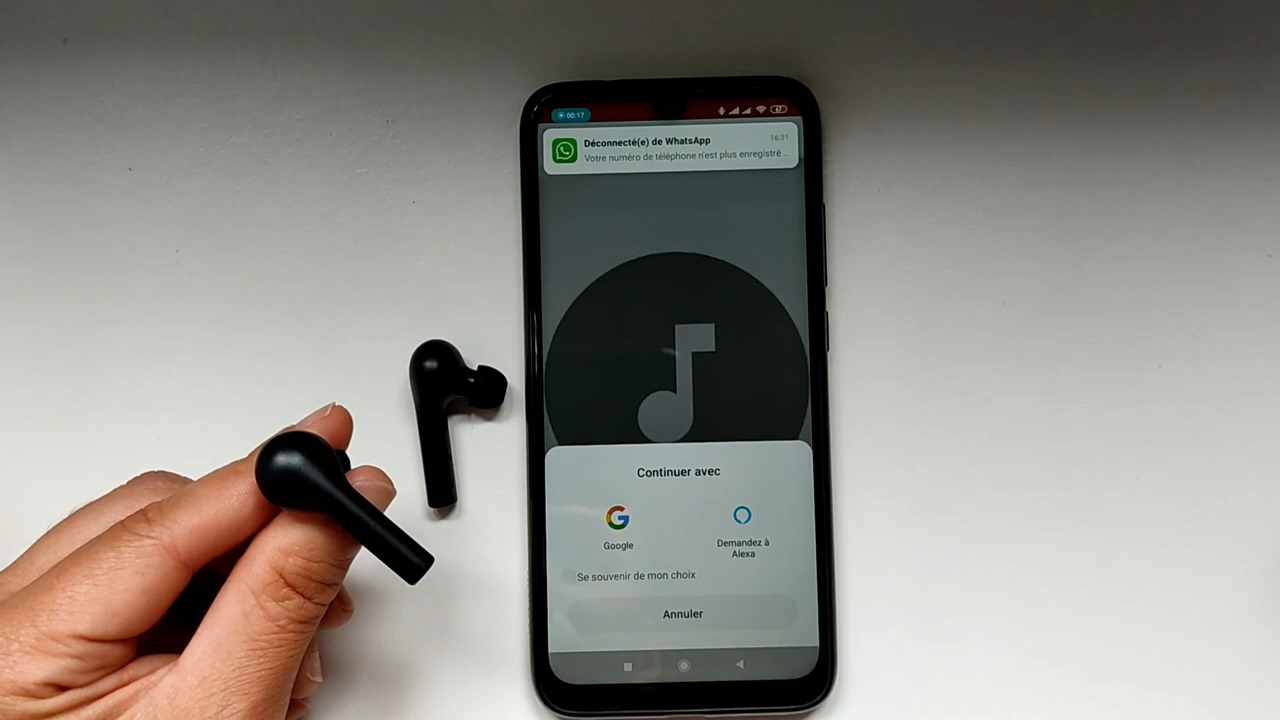 00:17
67
Déconnecté(e) de WhatsApp
16:31
Votre numéro de téléphone n'est plus enregistré ..
Continuer avec
Google
Demandez à
Alexa
Se souvenir de mon choix
Annuler